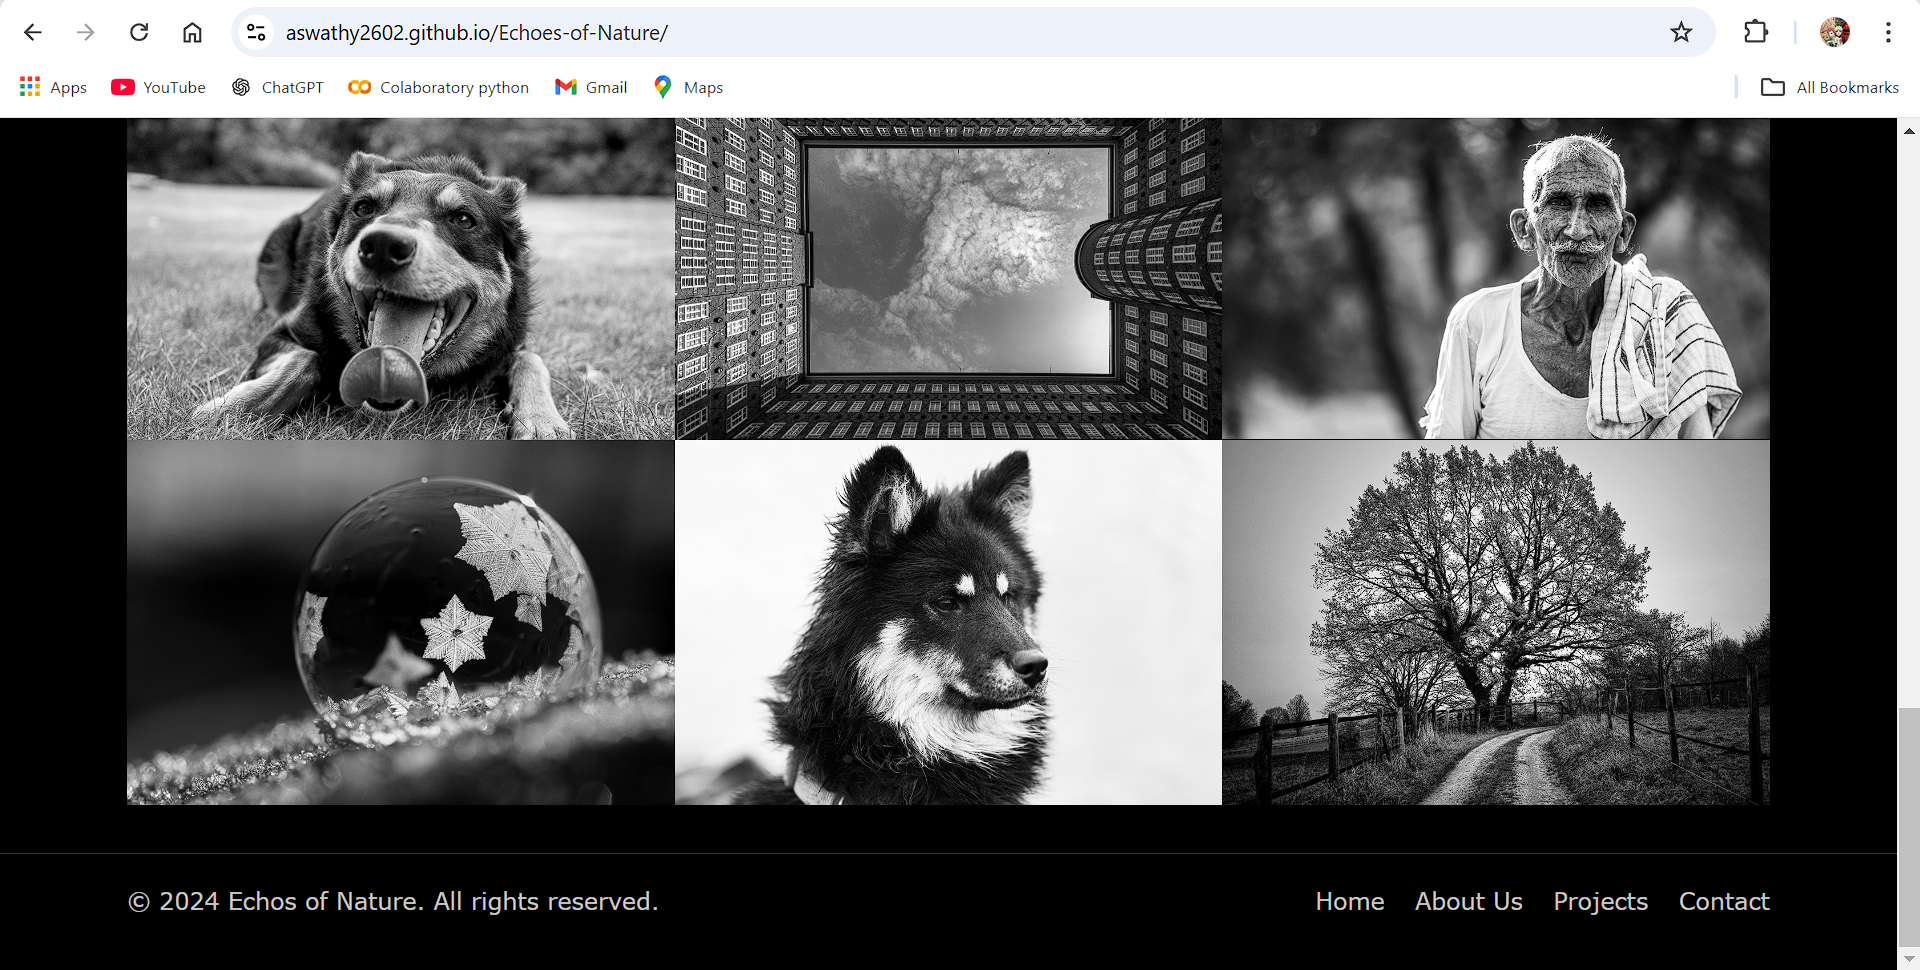 aswathy2602.github.io/Echoes-of-Nature/
Apps YouTube ChatGPT Colaboratory python Gmail Maps All Bookmarks
© 2024 Echos of Nature. All rights reserved. Home About Us Projects Contact